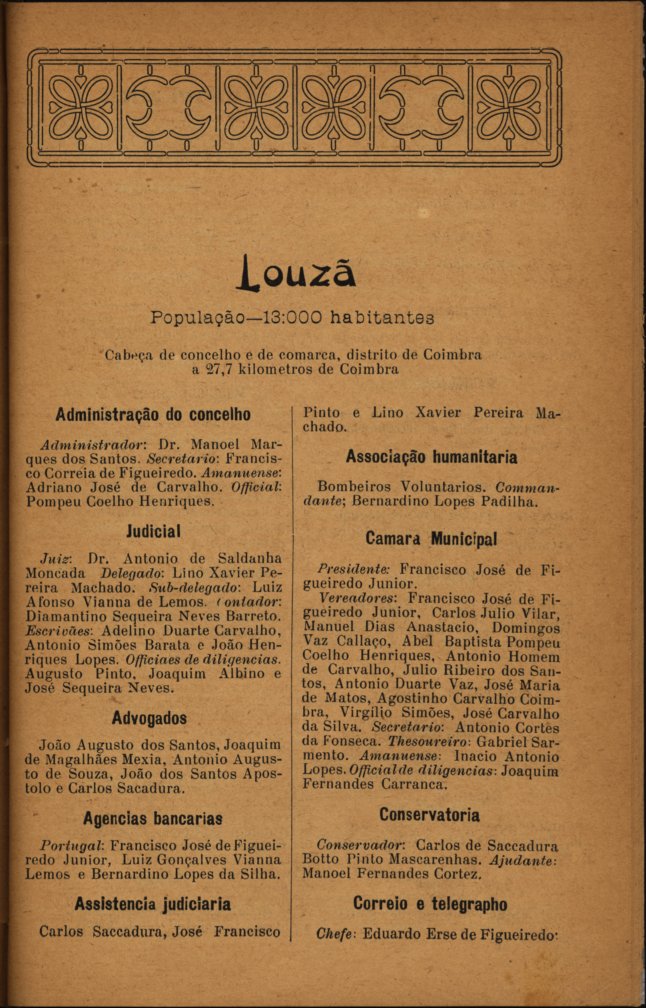 Louzã
População—13:000 habitantes
Cabeça de concelho e de comarca, distrito de Coimbra
a 27,7 kilometros de Coimbra
Administração do concelho
Administrador: Dr. Manoel Mar-
ques dos Santos. Secretario: Francis-
co Correia de Figueiredo. Amanuense:
Adriano José de Carvalho. Official:
Pompeu Coelho Henriques.
Judicial
Juiz: Dr. Antonio de Saldanha
Moncada Delegado: Lino Xavier Pe-
reira Machado. Sub-delegado: Luiz
Afonso Vianna de Lemos. Contador:
Diamantino Sequeira Neves Barreto.
Escrivães: Adelino Duarte Carvalho,
Antonio Simões Barata e João Hen-
riques Lopes. Officiaes de diligencias.
Augusto Pinto, Joaquim Albino e
José Sequeira Neves.
Advogados
João Augusto dos Santos, Joaquim
de Magalhães Mexia, Antonio Augus-
to de Souza, João dos Santos Apos-
tolo e Carlos Sacadura.
Agencias bancarias
Portugal: Francisco José de Figuei-
redo Junior, Luiz Gonçalves Vianna
Lemos e Bernardino Lopes da Silha.
Assistencia judiciaria
Carlos Saccadura, José Francisco
Pinto e Lino Xavier Pereira Ma-
chado.
Associação humanitaria
Bombeiros Voluntarios. Comman-
dante; Bernardino Lopes Padilha.
Camara Municipal
Presidente: Francisco José de Fi-
gueiredo Junior.
Vereadores: Francisco José de Fi-
gueiredo Junior, Carlos Julio Vilar,
Manuel Dias Anastacio, Domingos
Vaz Callaço, Abel Baptista Pompeu
Coelho Henriques, Antonio Homem
de Carvalho, Julio Ribeiro dos San-
tos, Antonio Duarte Vaz, José Maria
de Matos, Agostinho Carvalho Coim-
bra, Virgilio Simões, José Carvalho
da Silva. Secretario: Antonio Cortês
da Fonseca. Thesoureiro: Gabriel Sar-
mento. Amanuense: Inacio Antonio
Lopes. Official de diligencias: Joaquim
Fernandes Carranca.
Conservatoria
Conservador: Carlos de Saccadura
Botto Pinto Mascarenhas. Ajudante:
Manoel Fernandes Cortez.
Correio e telegrapho
Chefe: Eduardo Erse de Figueiredo: